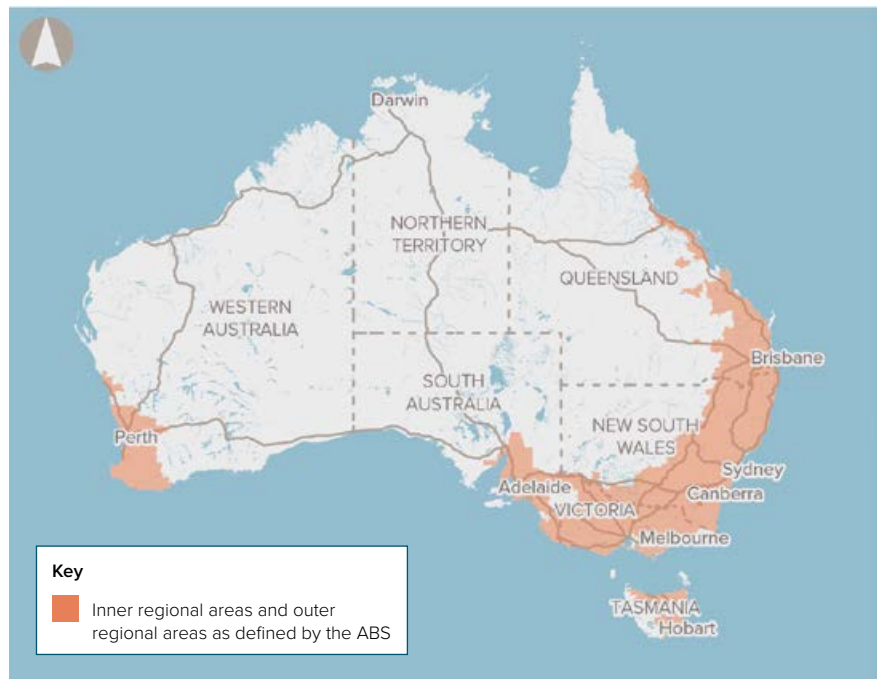 Darwin
NORTHERN
TERRITORY
QUEENSLAND
WESTERN
AUSTRALIA
Brisbane
SOUTH
AUSTRALIA
NEW SOUTH
WALES
Perth
Sydney
Adelaide
Canberra
VICTORIA
Melbourne
Key
Inner regional areas and outer
regional areas as defined by the ABS
TASMANIA
Hobart